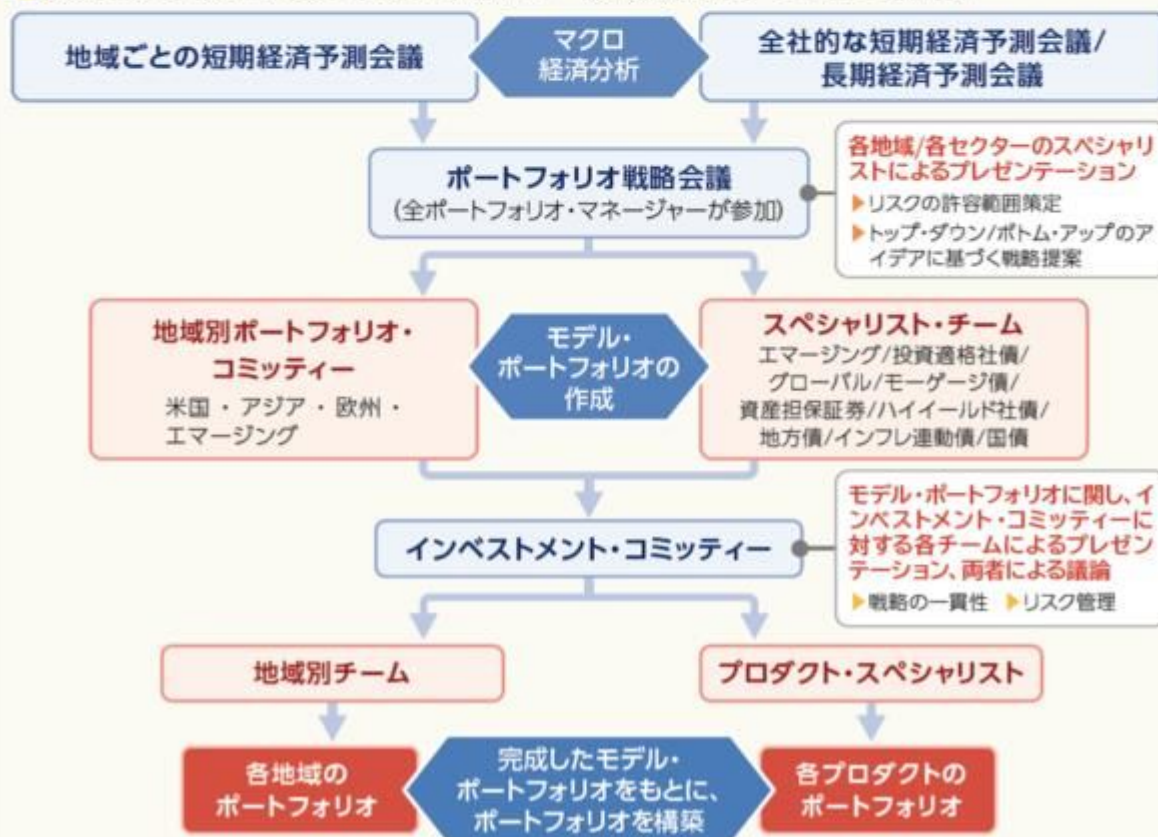 地域ごとの短期経済予測会議
マクロ
経済分析
全社的な短期経済予測会議/
長期経済予測会議
ポートフォリオ戦略会議
(全ポートフォリオ・マネージャーが参加)
各地域/各セクターのスペシャリ
ストによるプレゼンテーション
▶リスクの許容範囲策定
▶トップ・ダウン/ボトム・アップのア
イデアに基づく戦略提案
地域別ポートフォリオ・
コミッティー
米国・アジア・欧州・
エマージング
モデル・
ポートフォリオの
作成
スペシャリスト・チーム
エマージング/投資適格社債/
グローバル/モーゲージ債/
資産担保証券/ハイイールド社債/
地方債/インフレ連動債/国債
インベストメント・コミッティー
モデル・ポートフォリオに関し、イ
ンベストメント・コミッティーに
対する各チームによるプレゼン
テーション、両者による議論
▶戦略の一貫性 ▶リスク管理
地域別チーム
プロダクト・スペシャリスト
各地域の
ポートフォリオ
完成したモデル・
ポートフォリオをもとに、
ポートフォリオを構築
各プロダクトの
ポートフォリオ